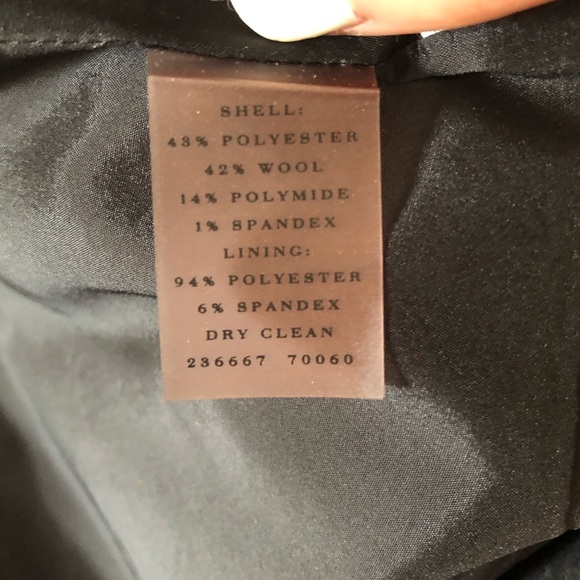 SHELL:
43% POLYESTER
42% WOOL
14% POLYMIDE
1% SPANDEX
LINING:
94% POLYESTER
6% SPANDEX
DRY CLEAN
236667 70060